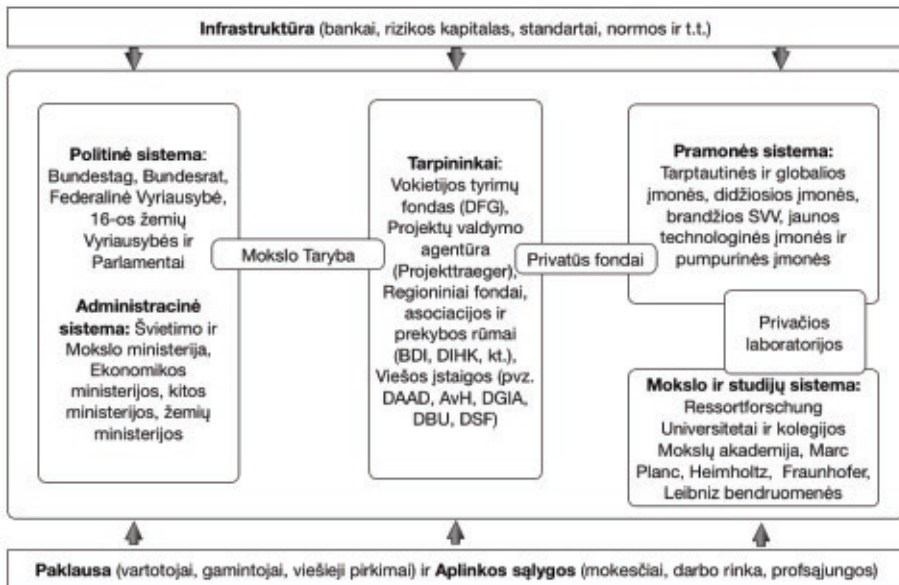 Infrastruktūra (bankai, rizikos kapitalas, standartai, normos ir t.t.)
Politinė sistema:
Bundestag, Bundesrat,
Federalinė Vyriausybė,
16-os žemių
Vyriausybės ir
Parlamentai
Administracinė
sistema: Švietimo ir
Mokslo ministerija,
Ekonomikos
ministerijos, kitos
ministerijos, žemių
ministerijos
Mokslo Taryba
Tarpininkai:
Vokietijos tyrimų
fondas (DFG),
Projektų valdymo
agentūra
(Projekttraeger),
Regioniniai fondai,
asociacijos ir
prekybos rūmai
(BDI, DIHK, kt.),
Viešos įstaigos (pvz.
DAAD, AvH, DGIA,
DBU, DSF)
Privatūs fondai
Pramonės sistema:
Tarptautinės ir globalios
įmonės, didžiosios įmonės,
brandžios SVV, jaunos
technologinės įmonės ir
pumpurinės įmonės
Privačios
laboratorijos
Mokslo ir studijų sistema:
Ressortforschung
Universitetai ir kolegijos
Mokslų akademija, Marc
Planc, Heimholtz, Fraunhofer,
Leibniz bendruomenės
Paklausa (vartotojai, gamintojai, viešieji pirkimai) ir Aplinkos sąlygos (mokesčiai, darbo rinka, profsąjungos)